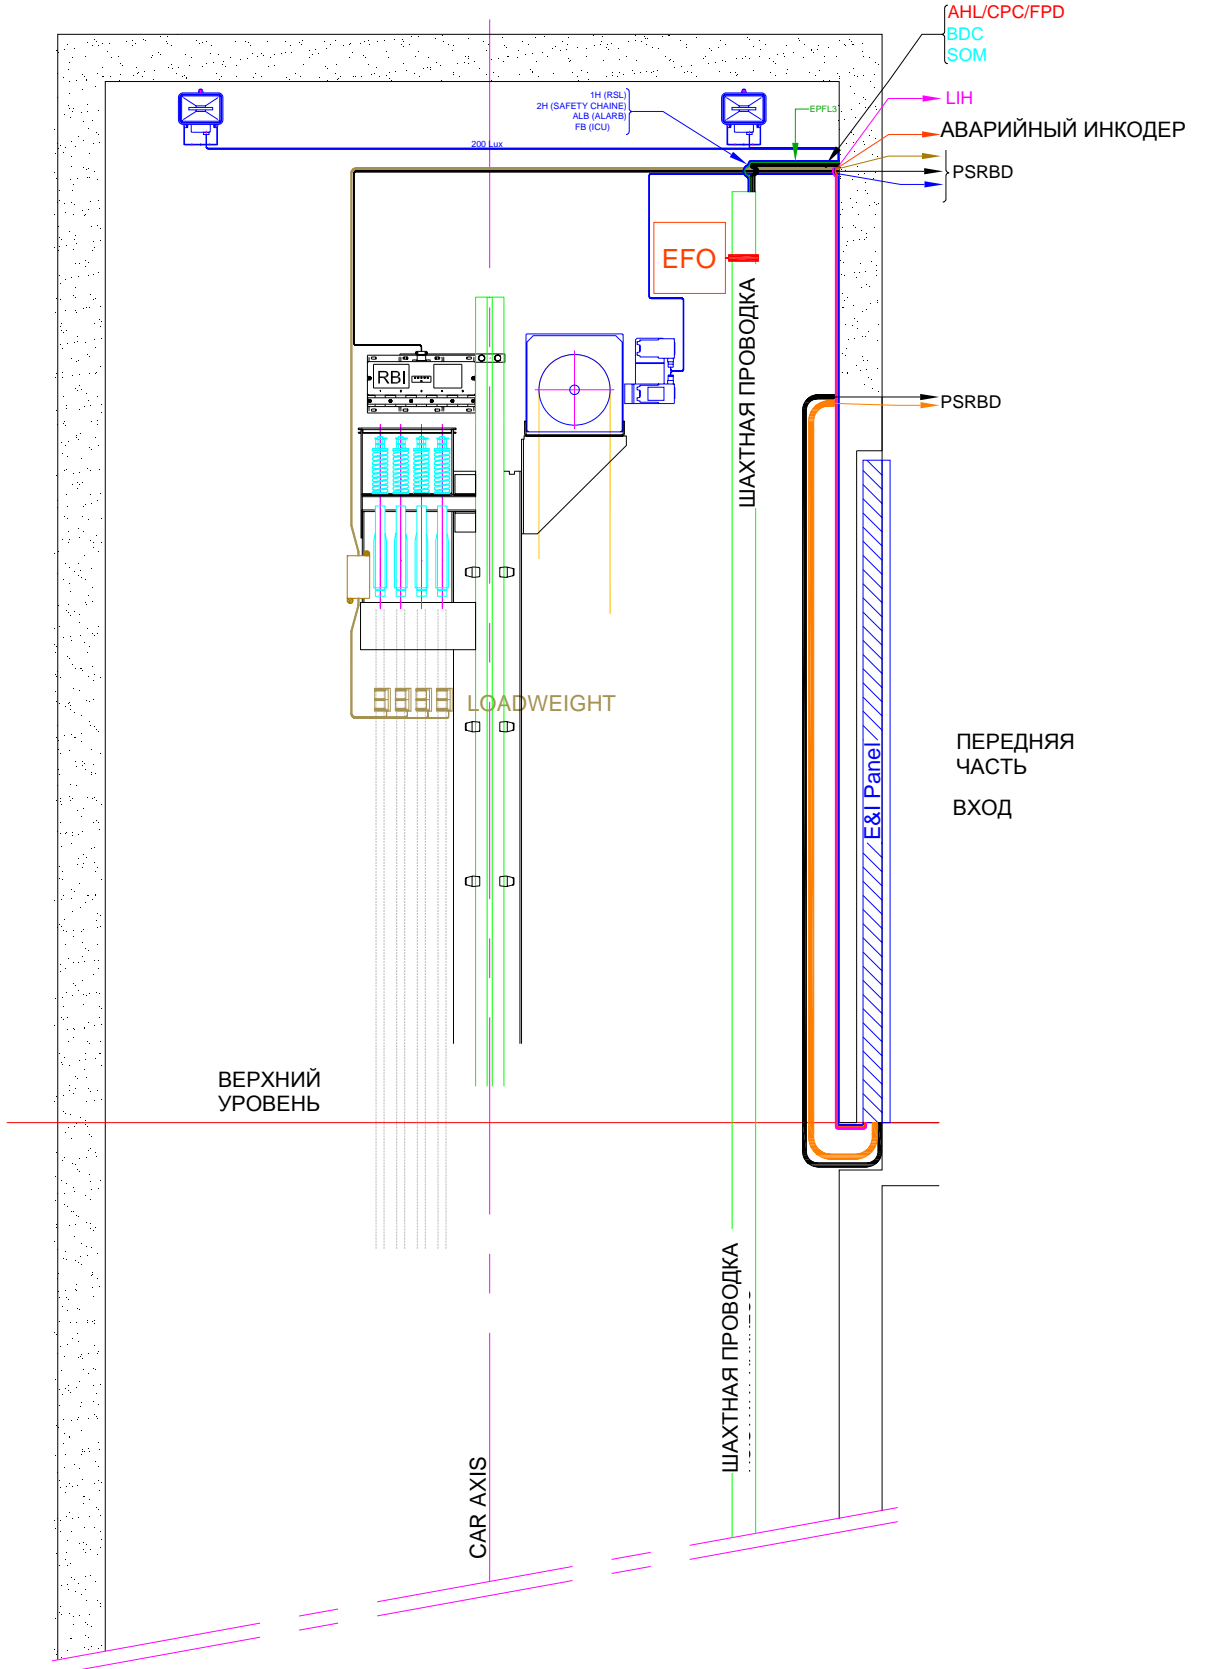 AHL/CPC/FPD
BDC
SOM
1H (RSL)
2H (SAFETY CHAINE)
ALB (ALARB)
FB (ICU)
EPFL3
LIH
АВАРИЙНЫЙ ИНКОДЕР
200 Lux
PSRBD
EFO
ШАХТНАЯ ПРОВОДКА
RBI
PSRBD
LOADWEIGHT
E&I Panel
ПЕРЕДНЯЯ
ЧАСТЬ
ВХОД
ВЕРХНИЙ
УРОВЕНЬ
ШАХТНАЯ ПРОВОДКА
CAR AXIS